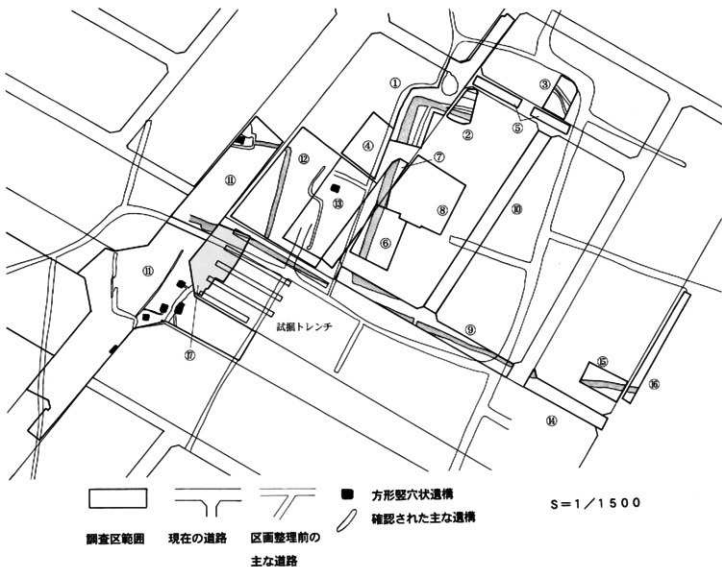 ①
③
②
⑤
④
⑫
⑦
⑪
⑬
⑧
⑩
⑥
⑪
試掘トレンチ
⑨
⑰
⑮
⑯
⑭
方形竪穴状遺構
確認された主な遺構
S=1/1500
調査区範囲
現在の道路
区画整理前の
主な道路